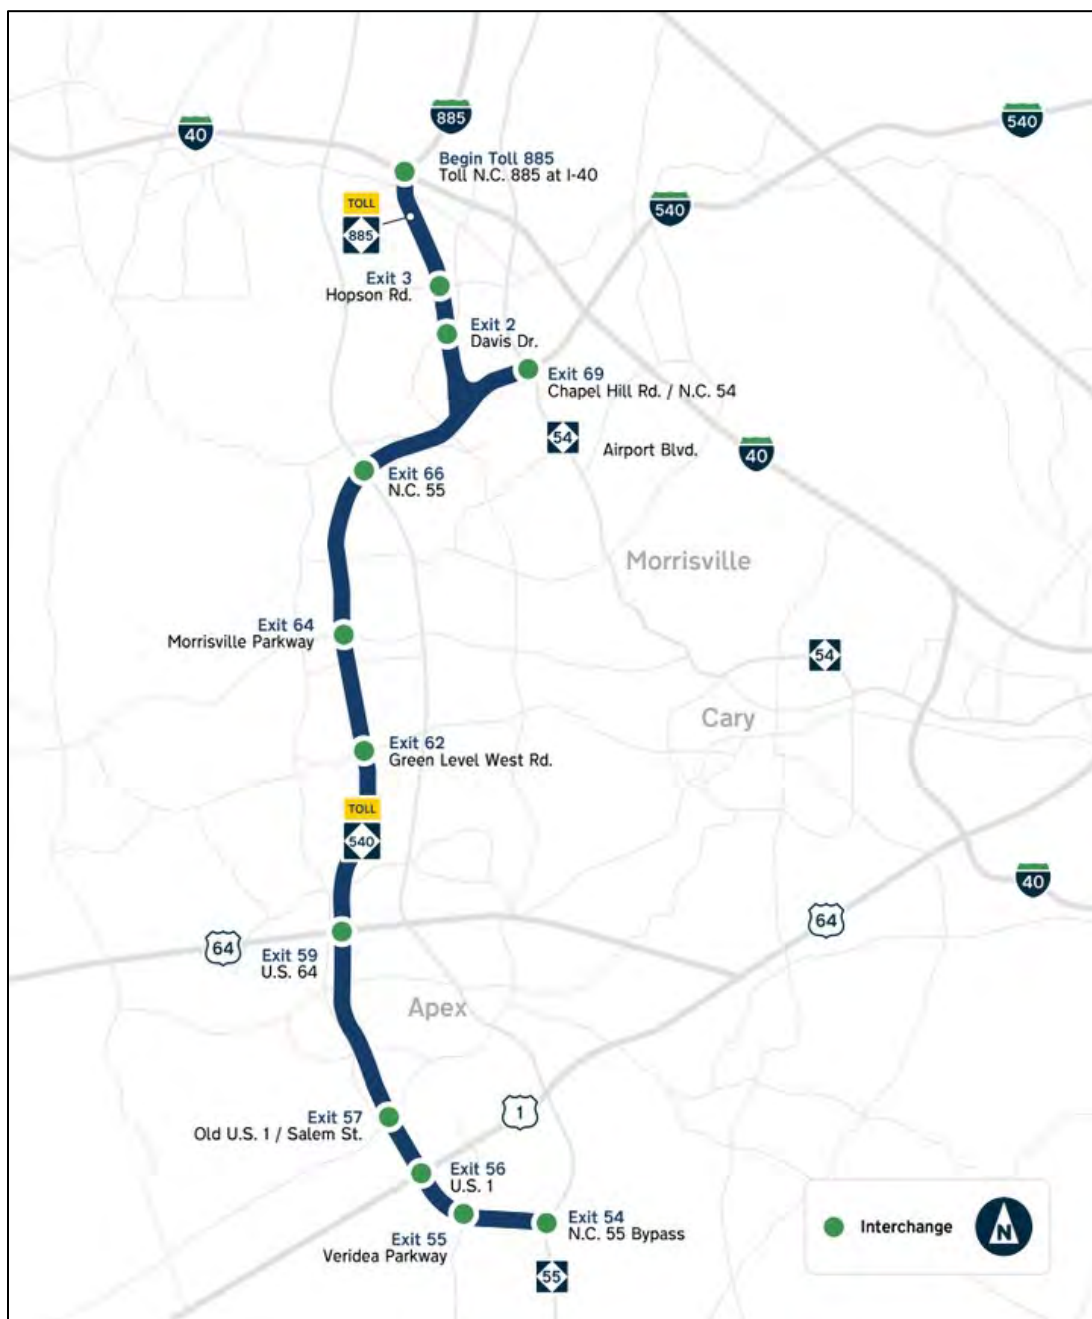 885
40
540
Begin Toll 885
Toll N.C. 885 at I-40
TOLL
885
540
Exit 3
Hopson Rd.
Exit 2
Davis Dr.
Exit 69
Chapel Hill Rd. / N.C. 54
54
Airport Blvd.
40
Exit 66
N.C. 55
Morrisville
Exit 64
Morrisville Parkway
54
Cary
Exit 62
Green Level West Rd.
TOLL
540
40
64
64
Exit 59
U.S. 64
Apex
1
Exit 57
Old U.S. 1 / Salem St.
Exit 56
U.S. 1
Exit 55
Veridea Parkway
Exit 54
N.C. 55 Bypass
55
Interchange
N